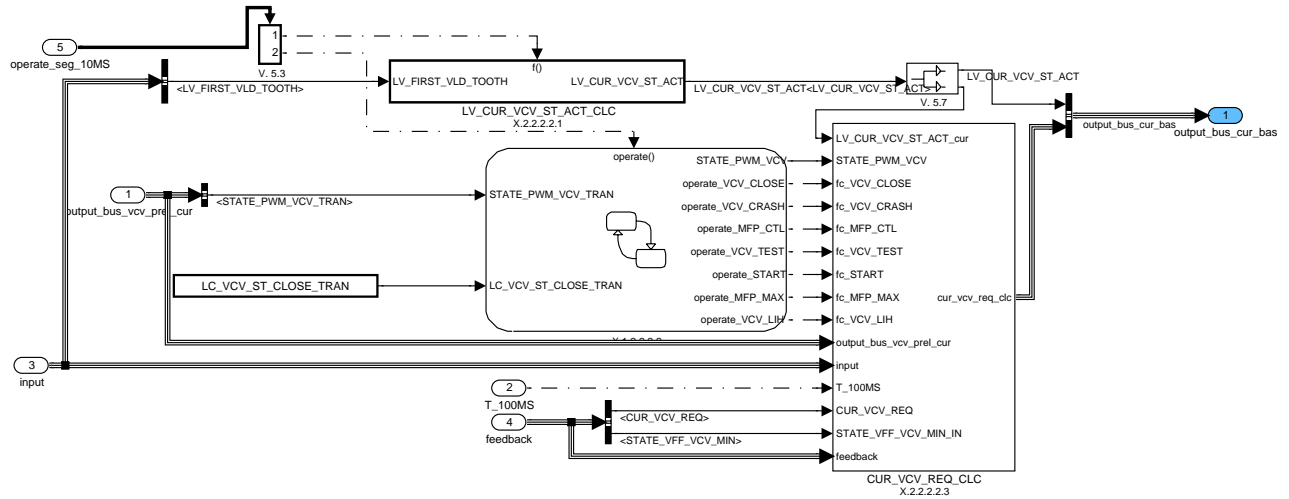 5
operate_seg_10MS
1
2
V. 5.3
<LV_FIRST_VLD_TOOTH>
f()
LV_FIRST_VLD_TOOTH
LV_CUR_VCV_ST_ACT
LV_CUR_VCV_ST_ACT_CLC
X.2.2.2.2.1
LV_CUR_VCV_ST_ACT<LV_CUR_VCV_ST_ACT>
V. 5.7
LV_CUR_VCV_ST_ACT
output_bus_cur_bas
1
output_bus_cur_bas
1
output_bus_vcv_prel_cur
<STATE_PWM_VCV_TRAN>
LC_VCV_ST_CLOSE_TRAN
operate()
STATE_PWM_VCV_TRAN
LC_VCV_ST_CLOSE_TRAN
STATE_PWM_VCV
operate_VCV_CLOSE
operate_VCV_CRASH
operate_MFP_CTL
operate_VCV_TEST
operate_START
operate_MFP_MAX
operate_VCV_LIH
LV_CUR_VCV_ST_ACT_cur
STATE_PWM_VCV
fc_VCV_CLOSE
fc_VCV_CRASH
fc_MFP_CTL
fc_VCV_TEST
fc_START
fc_MFP_MAX
fc_VCV_LIH
output_bus_vcv_prel_cur
input
T_100MS
CUR_VCV_REQ
STATE_VFF_VCV_MIN_IN
feedback
cur_vcv_req_clc
CUR_VCV_REQ_CLC
X.2.2.2.2.3
3
input
2
T_100MS
4
feedback
<CUR_VCV_REQ>
<STATE_VFF_VCV_MIN>